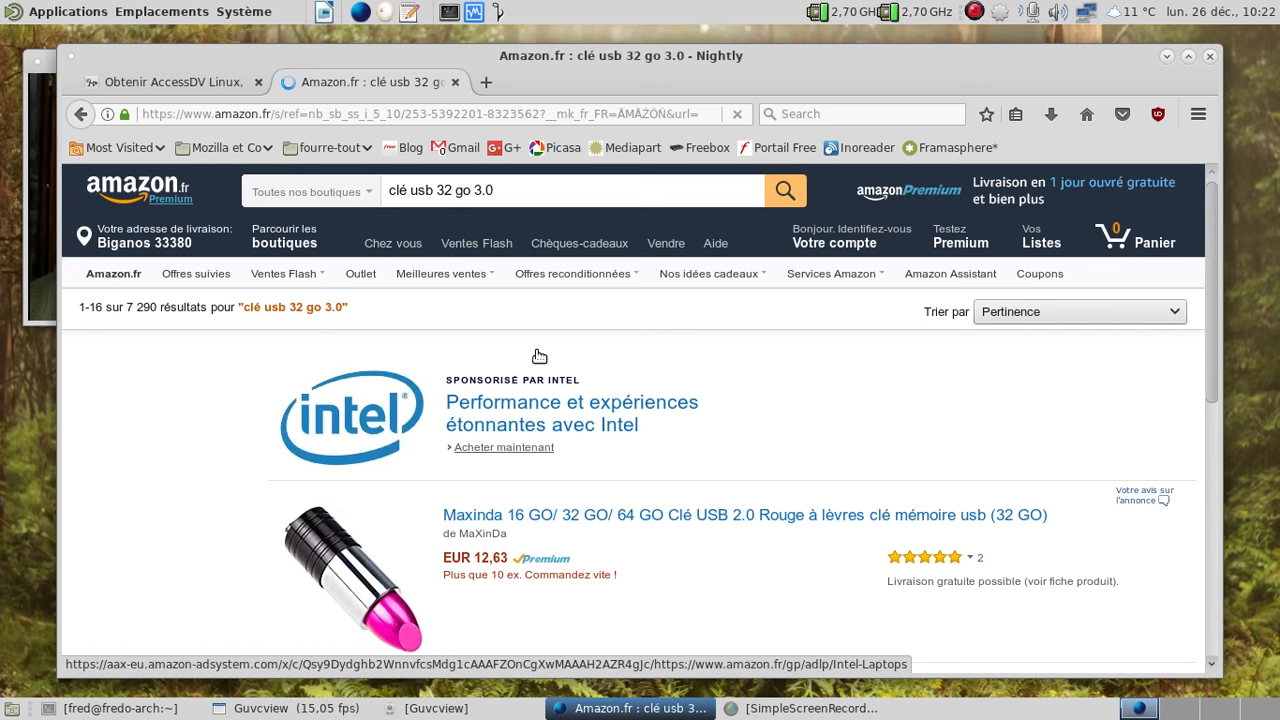 Applications Emplacements Système
2,70 GHz 2,70 GHz 11 °C lun. 26 déc., 10:22
Amazon.fr : clé usb 32 go 3.0 - Nightly
Obtenir AccessDV Linux, Amazon.fr : clé usb 32 go
https://www.amazon.fr/s/ref=nb_sb_ss_i_5_10/253-5392201-8323562?__mk_fr_FR=ÅMÅŽÕÑ&url= Search
Most Visited Mozilla et Co fourre-tout Blog Gmail G+ Picasa Mediapart Freebox Portail Free Inoreader Framasphere*
amazon.fr Premium
Toutes nos boutiques clé usb 32 go 3.0
amazonPremium Livraison en 1 jour ouvré gratuite
et bien plus
Votre adresse de livraison:
Biganos 33380
Parcourir les
boutiques
Chez vous Ventes Flash Chèques-cadeaux Vendre Aide
Bonjour. Identifiez-vous
Votre compte
Testez
Premium
Vos
Listes
0
Panier
Amazon.fr Offres suivies Ventes Flash Outlet Meilleures ventes Offres reconditionnées Nos idées cadeaux Services Amazon Amazon Assistant Coupons
1-16 sur 7 290 résultats pour "clé usb 32 go 3.0"
Trier par Pertinence
intel
SPONSORISÉ PAR INTEL
Performance et expériences
étonnantes avec Intel
› Acheter maintenant
Votre avis sur
l'annonce
Maxinda 16 GO/ 32 GO/ 64 GO Clé USB 2.0 Rouge à lèvres clé mémoire usb (32 GO)
de MaXinDa
EUR 12,63 Premium
Plus que 10 ex. Commandez vite !
2
Livraison gratuite possible (voir fiche produit).
https://aax-eu.amazon-adsystem.com/x/c/Qsy9Dydghb2WnnvfcsMdg1cAAAFZOnCgXwMAAAH2AZR4gJc/https://www.amazon.fr/gp/adlp/Intel-Laptops
[fred@fredo-arch:~] Guvcview (15,05 fps) [Guvcview] Amazon.fr : clé usb 32 go 3... [SimpleScreenRecord...